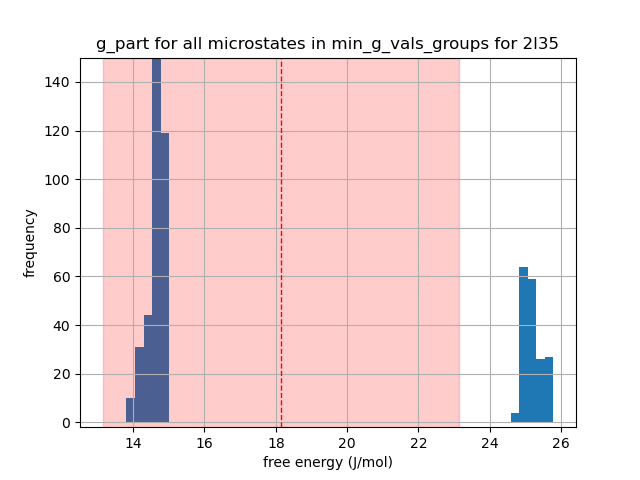 g_part for all microstates in min_g_vals_groups for 2l35
140
120
100
80
60
40
20
0
frequency
14 16 18 20 22 24 26
free energy (J/mol)